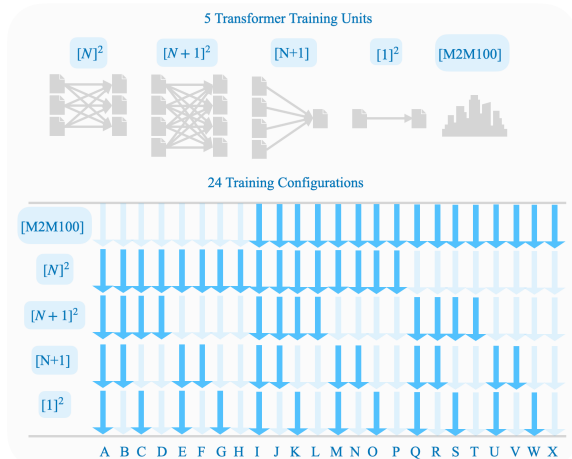 5 Transformer Training Units
[N]² [N + 1]² [N+1] [1]² [M2M100]
24 Training Configurations
[M2M100]
[N]²
[N + 1]²
[N+1]
[1]²
A B C D E F G H I J K L M N O P Q R S T U V W X